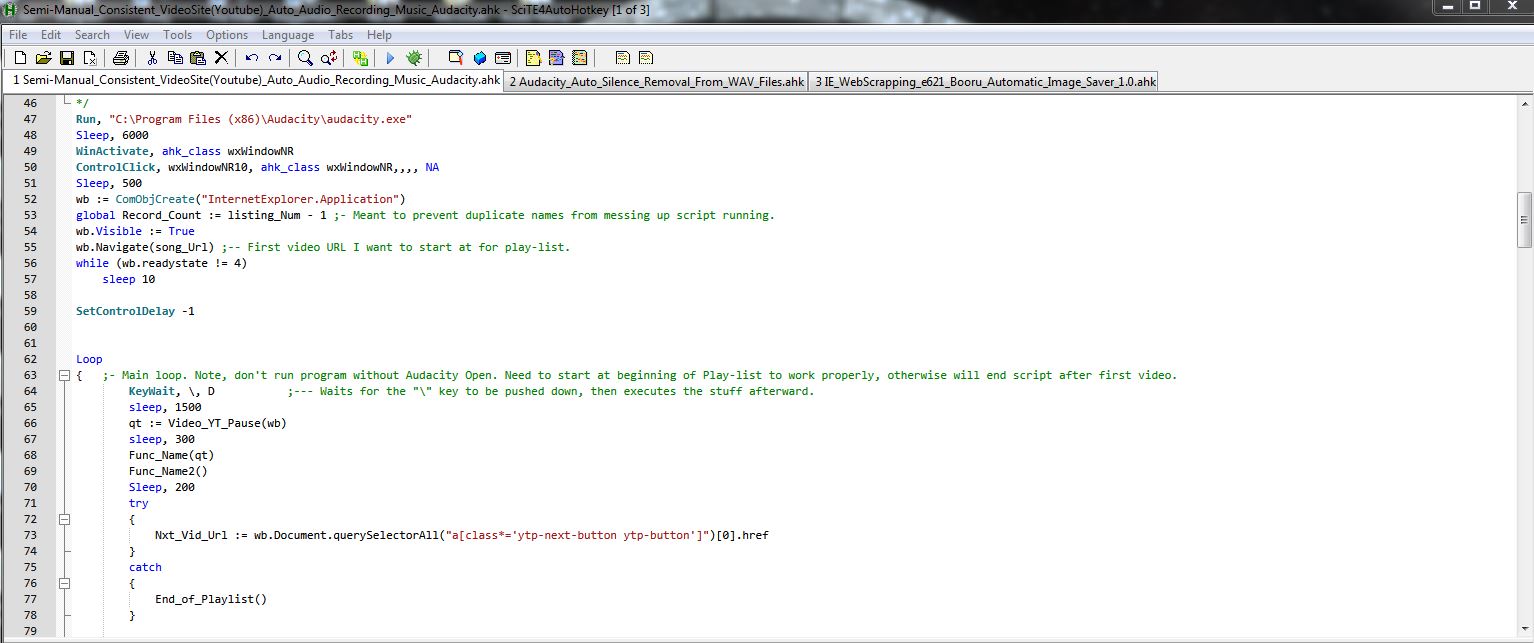 Semi-Manual_Consistent_VideoSite(Youtube)_Auto_Audio_Recording_Music_Audacity.ahk - SciTE4AutoHotkey [1 of 3]
File Edit Search View Tools Options Language Tabs Help
1 Semi-Manual_Consistent_VideoSite(Youtube)_Auto_Audio_Recording_Music_Audacity.ahk 2 Audacity_Auto_Silence_Removal_From_WAV_Files.ahk 3 IE_WebScrapping_e621_Booru_Automatic_Image_Saver_1.0.ahk
46 */
47 Run, "C:\Program Files (x86)\Audacity\audacity.exe"
48 Sleep, 6000
49 WinActivate, ahk_class wxWindowNR
50 ControlClick, wxWindowNR10, ahk_class wxWindowNR,,,, NA
51 Sleep, 500
52 wb := ComObjCreate("InternetExplorer.Application")
53 global Record_Count := listing_Num - 1 ;- Meant to prevent duplicate names from messing up script running.
54 wb.Visible := True
55 wb.Navigate(song_Url) ;-- First video URL I want to start at for play-list.
56 while (wb.readystate != 4)
57 sleep 10
58
59 SetControlDelay -1
60
61
62 Loop
63 { ;- Main loop. Note, don't run program without Audacity Open. Need to start at beginning of Play-list to work properly, otherwise will end script after first video.
64 KeyWait, \, D ;--- Waits for the "\" key to be pushed down, then executes the stuff afterward.
65 sleep, 1500
66 qt := Video_YT_Pause(wb)
67 sleep, 300
68 Func_Name(qt)
69 Func_Name2()
70 Sleep, 200
71 try
72 {
73 Nxt_Vid_Url := wb.Document.querySelectorAll("a[class*='ytp-next-button ytp-button']")[0].href
74 }
75 catch
76 {
77 End_of_Playlist()
78 }
79